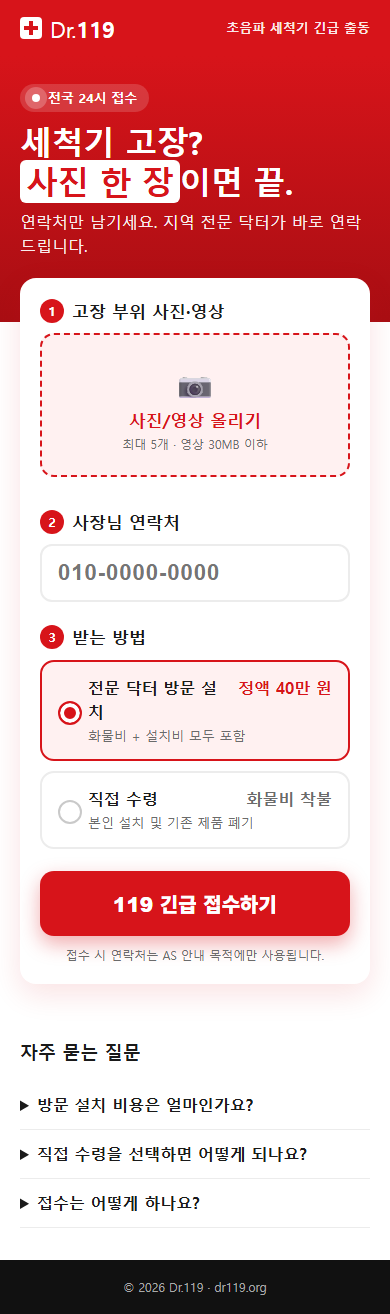 Dr.119
초음파 세척기 긴급 출동
전국 24시 접수
세척기 고장?
사진 한 장이면 끝.
연락처만 남기세요. 지역 전문 닥터가 바로 연락
드립니다.
1 고장 부위 사진·영상
사진/영상 올리기
최대 5개 · 영상 30MB 이하
2 사장님 연락처
010-0000-0000
3 받는 방법
전문 닥터 방문 설
치
정액 40만 원
화물비 + 설치비 모두 포함
직접 수령
화물비 착불
본인 설치 및 기존 제품 폐기
119 긴급 접수하기
접수 시 연락처는 AS 안내 목적에만 사용됩니다.
자주 묻는 질문
방문 설치 비용은 얼마인가요?
직접 수령을 선택하면 어떻게 되나요?
접수는 어떻게 하나요?
© 2026 Dr.119 · dr119.org